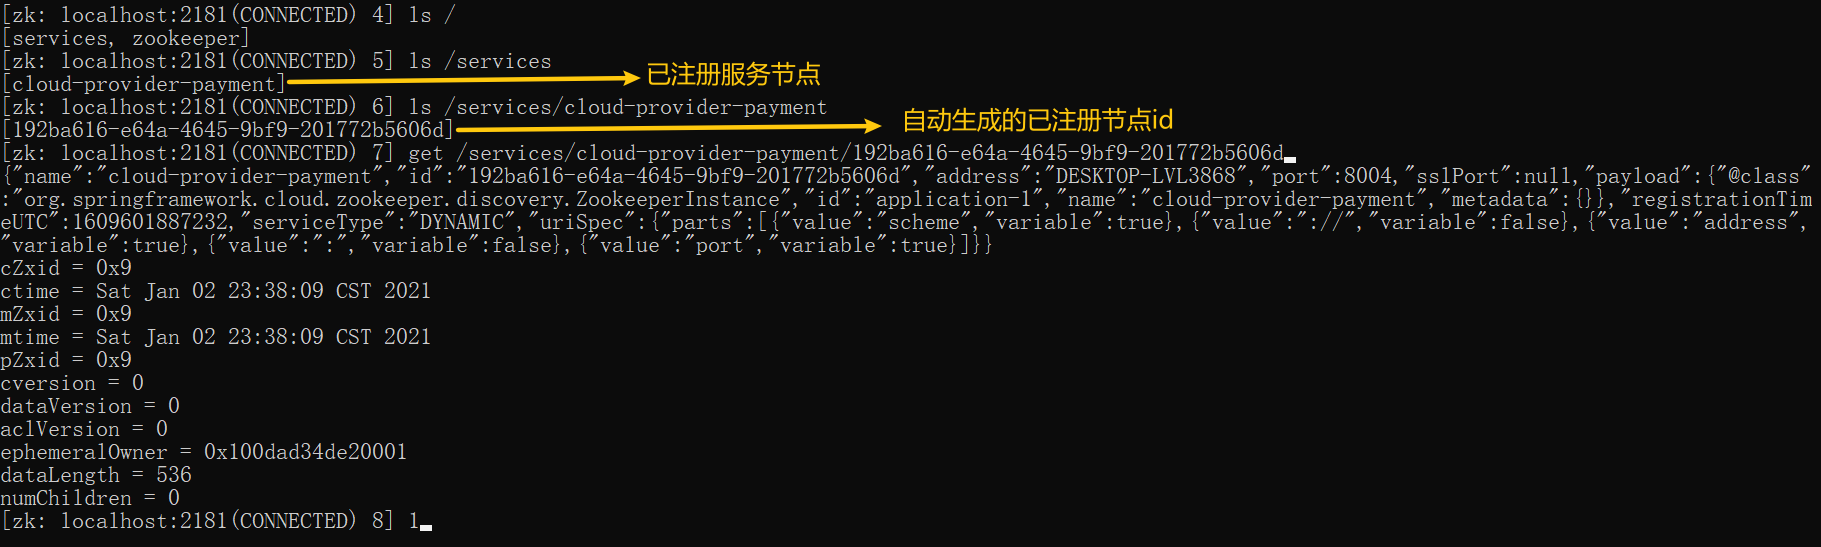 [zk: localhost:2181(CONNECTED) 4] ls /
[services, zookeeper]
[zk: localhost:2181(CONNECTED) 5] ls /services
[cloud-provider-payment]
已注册服务节点
[zk: localhost:2181(CONNECTED) 6] ls /services/cloud-provider-payment
[192ba616-e64a-4645-9bf9-201772b5606d]
自动生成的已注册节点id
[zk: localhost:2181(CONNECTED) 7] get /services/cloud-provider-payment/192ba616-e64a-4645-9bf9-201772b5606d
{"name":"cloud-provider-payment","id":"192ba616-e64a-4645-9bf9-201772b5606d","address":"DESKTOP-LVL3868","port":8004,"sslPort":null,"payload":{"@class"
:"org.springframework.cloud.zookeeper.discovery.ZookeeperInstance","id":"application-1","name":"cloud-provider-payment","metadata":{}},"registrationTim
eUTC":1609601887232,"serviceType":"DYNAMIC","uriSpec":{"parts":[{"value":"scheme","variable":true},{"value":"://","variable":false},{"value":"address",
"variable":true},{"value":":","variable":false},{"value":"port","variable":true}]}}
cZxid = 0x9
ctime = Sat Jan 02 23:38:09 CST 2021
mZxid = 0x9
mtime = Sat Jan 02 23:38:09 CST 2021
pZxid = 0x9
cversion = 0
dataVersion = 0
aclVersion = 0
ephemeralOwner = 0x100dad34de20001
dataLength = 536
numChildren = 0
[zk: localhost:2181(CONNECTED) 8] l